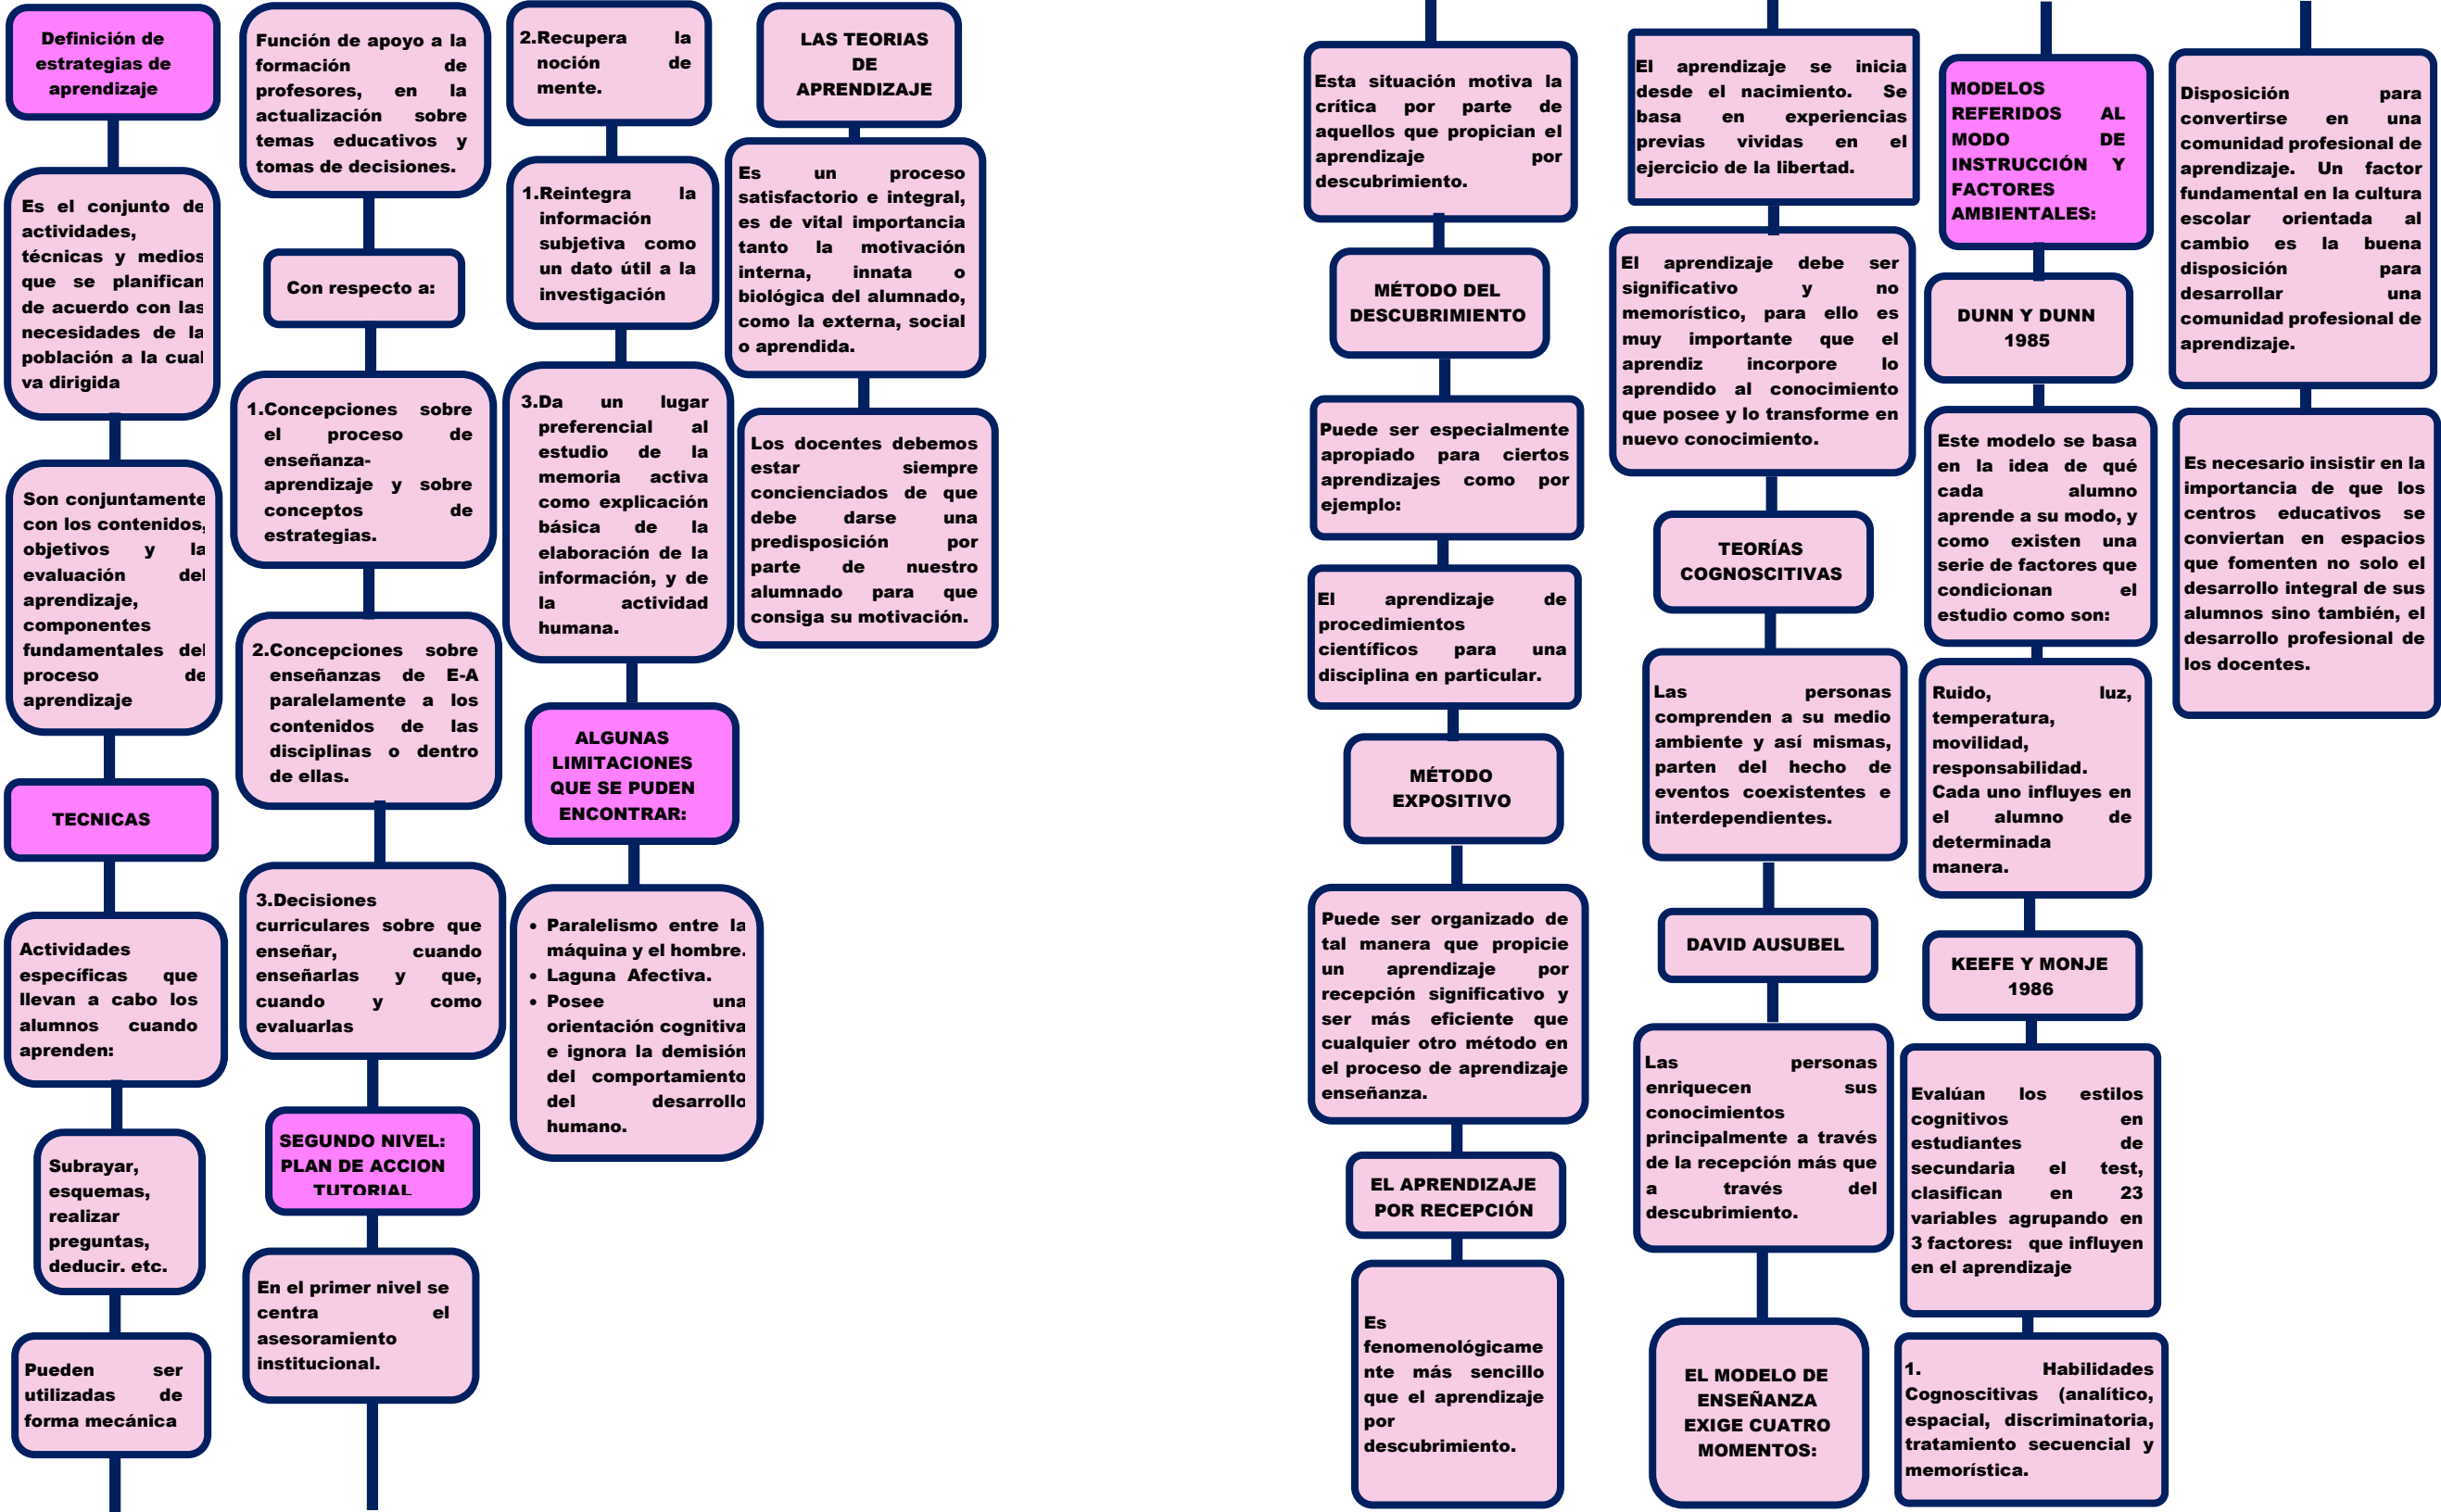 Definición de
estrategias de
aprendizaje
Es el conjunto de
actividades,
técnicas y medios
que se planifican
de acuerdo con las
necesidades de la
población a la cual
va dirigida
Son conjuntamente
con los contenidos,
objetivos y la
evaluación del
aprendizaje,
componentes
fundamentales del
proceso de
aprendizaje
TECNICAS
Actividades
específicas que
llevan a cabo los
alumnos cuando
aprenden:
Subrayar,
esquemas,
realizar
preguntas,
deducir. etc.
Pueden ser
utilizadas de
forma mecánica
Función de apoyo a la
formación de
profesores, en la
actualización sobre
temas educativos y
tomas de decisiones.
Con respecto a:
1.Concepciones sobre
el proceso de
enseñanza-
aprendizaje y sobre
conceptos de
estrategias.
2.Concepciones sobre
enseñanzas de E-A
paralelamente a los
contenidos de las
disciplinas o dentro
de ellas.
3.Decisiones
curriculares sobre que
enseñar, cuando
enseñarlas y que,
cuando y como
evaluarlas
SEGUNDO NIVEL:
PLAN DE ACCION
TUTORIAL
En el primer nivel se
centra el
asesoramiento
institucional.
2.Recupera la
noción de
mente.
1.Reintegra la
información
subjetiva como
un dato útil a la
investigación
3.Da un lugar
preferencial al
estudio de la
memoria activa
como explicación
básica de la
elaboración de la
información, y de
la actividad
humana.
ALGUNAS
LIMITACIONES
QUE SE PUDEN
ENCONTRAR:
• Paralelismo entre la
máquina y el hombre.
• Laguna Afectiva.
• Posee una
orientación cognitiva
e ignora la demisión
del comportamiento
del desarrollo
humano.
LAS TEORIAS
DE
APRENDIZAJE
Es un proceso
satisfactorio e integral,
es de vital importancia
tanto la motivación
interna, innata o
biológica del alumnado,
como la externa, social
o aprendida.
Los docentes debemos
estar siempre
concienciados de que
debe darse una
predisposición por
parte de nuestro
alumnado para que
consiga su motivación.
Esta situación motiva la
crítica por parte de
aquellos que propician el
aprendizaje por
descubrimiento.
MÉTODO DEL
DESCUBRIMIENTO
Puede ser especialmente
apropiado para ciertos
aprendizajes como por
ejemplo:
El aprendizaje de
procedimientos
científicos para una
disciplina en particular.
MÉTODO
EXPOSITIVO
Puede ser organizado de
tal manera que propicie
un aprendizaje por
recepción significativo y
ser más eficiente que
cualquier otro método en
el proceso de aprendizaje
enseñanza.
EL APRENDIZAJE
POR RECEPCIÓN
Es
fenomenológicame
nte más sencillo
que el aprendizaje
por
descubrimiento.
El aprendizaje se inicia
desde el nacimiento. Se
basa en experiencias
previas vividas en el
ejercicio de la libertad.
El aprendizaje debe ser
significativo y no
memorístico, para ello es
muy importante que el
aprendiz incorpore lo
aprendido al conocimiento
que posee y lo transforme en
nuevo conocimiento.
TEORÍAS
COGNOSCITIVAS
Las personas
comprenden a su medio
ambiente y así mismas,
parten del hecho de
eventos coexistentes e
interdependientes.
DAVID AUSUBEL
Las personas
enriquecen sus
conocimientos
principalmente a través
de la recepción más que
a través del
descubrimiento.
EL MODELO DE
ENSEÑANZA
EXIGE CUATRO
MOMENTOS:
MODELOS
REFERIDOS AL
MODO DE
INSTRUCCIÓN Y
FACTORES
AMBIENTALES:
DUNN Y DUNN
1985
Este modelo se basa
en la idea de qué
cada alumno
aprende a su modo, y
como existen una
serie de factores que
condicionan el
estudio como son:
Ruido, luz,
temperatura,
movilidad,
responsabilidad.
Cada uno influyes en
el alumno de
determinada
manera.
KEEFE Y MONJE
1986
Evalúan los estilos
cognitivos en
estudiantes de
secundaria el test,
clasifican en 23
variables agrupando en
3 factores: que influyen
en el aprendizaje
1. Habilidades
Cognoscitivas (analítico,
espacial, discriminatoria,
tratamiento secuencial y
memorística.
Disposición para
convertirse en una
comunidad profesional de
aprendizaje. Un factor
fundamental en la cultura
escolar orientada al
cambio es la buena
disposición para
desarrollar una
comunidad profesional de
aprendizaje.
Es necesario insistir en la
importancia de que los
centros educativos se
conviertan en espacios
que fomenten no solo el
desarrollo integral de sus
alumnos sino también, el
desarrollo profesional de
los docentes.